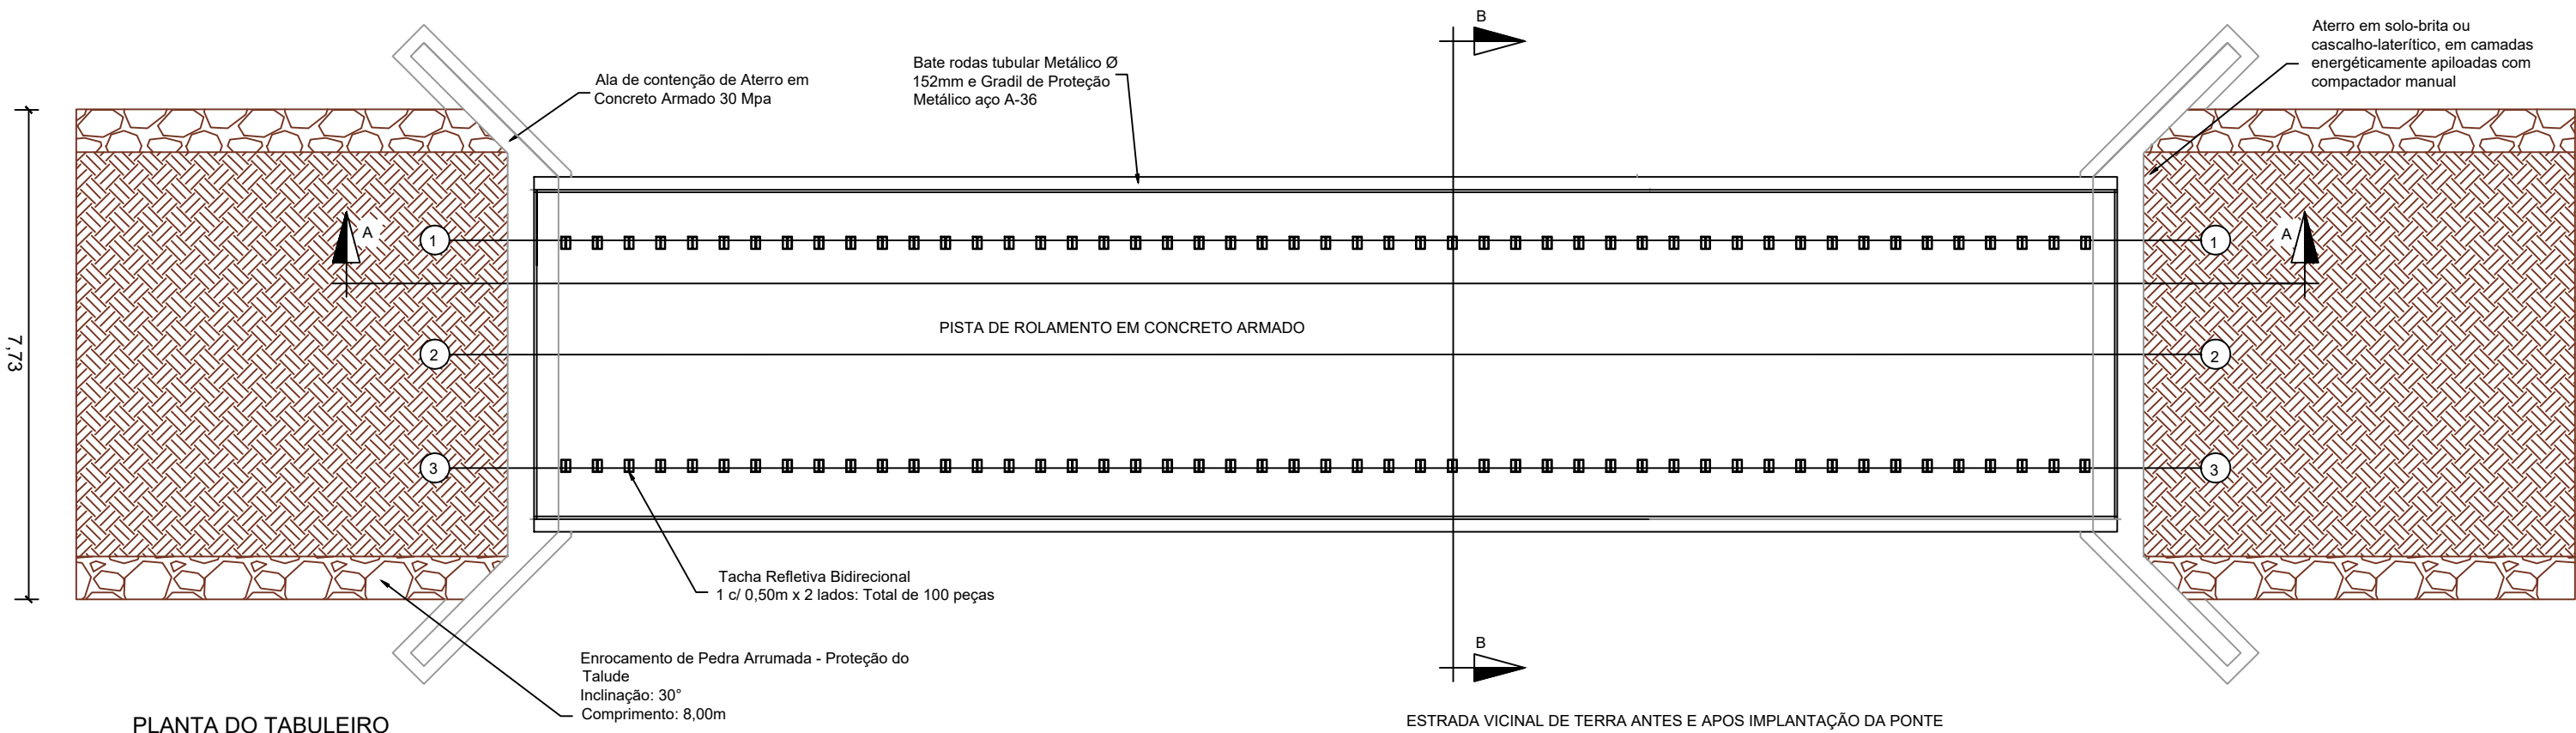 B
Aterro em solo-brita ou
cascalho-laterítico, em camadas
energéticamente apiloadas com
compactador manual
Bate rodas tubular Metálico Ø
152mm e Gradil de Proteção
Metálico aço A-36
Ala de contenção de Aterro em
Concreto Armado 30 Mpa
A
1
1
A
PISTA DE ROLAMENTO EM CONCRETO ARMADO
7,73
2
2
3
3
Tacha Refletiva Bidirecional
1 c/ 0,50m x 2 lados: Total de 100 peças
B
Enrocamento de Pedra Arrumada - Proteção do
Talude
Inclinação: 30°
Comprimento: 8,00m
PLANTA DO TABULEIRO
ESTRADA VICINAL DE TERRA ANTES E APOS IMPLANTAÇÃO DA PONTE